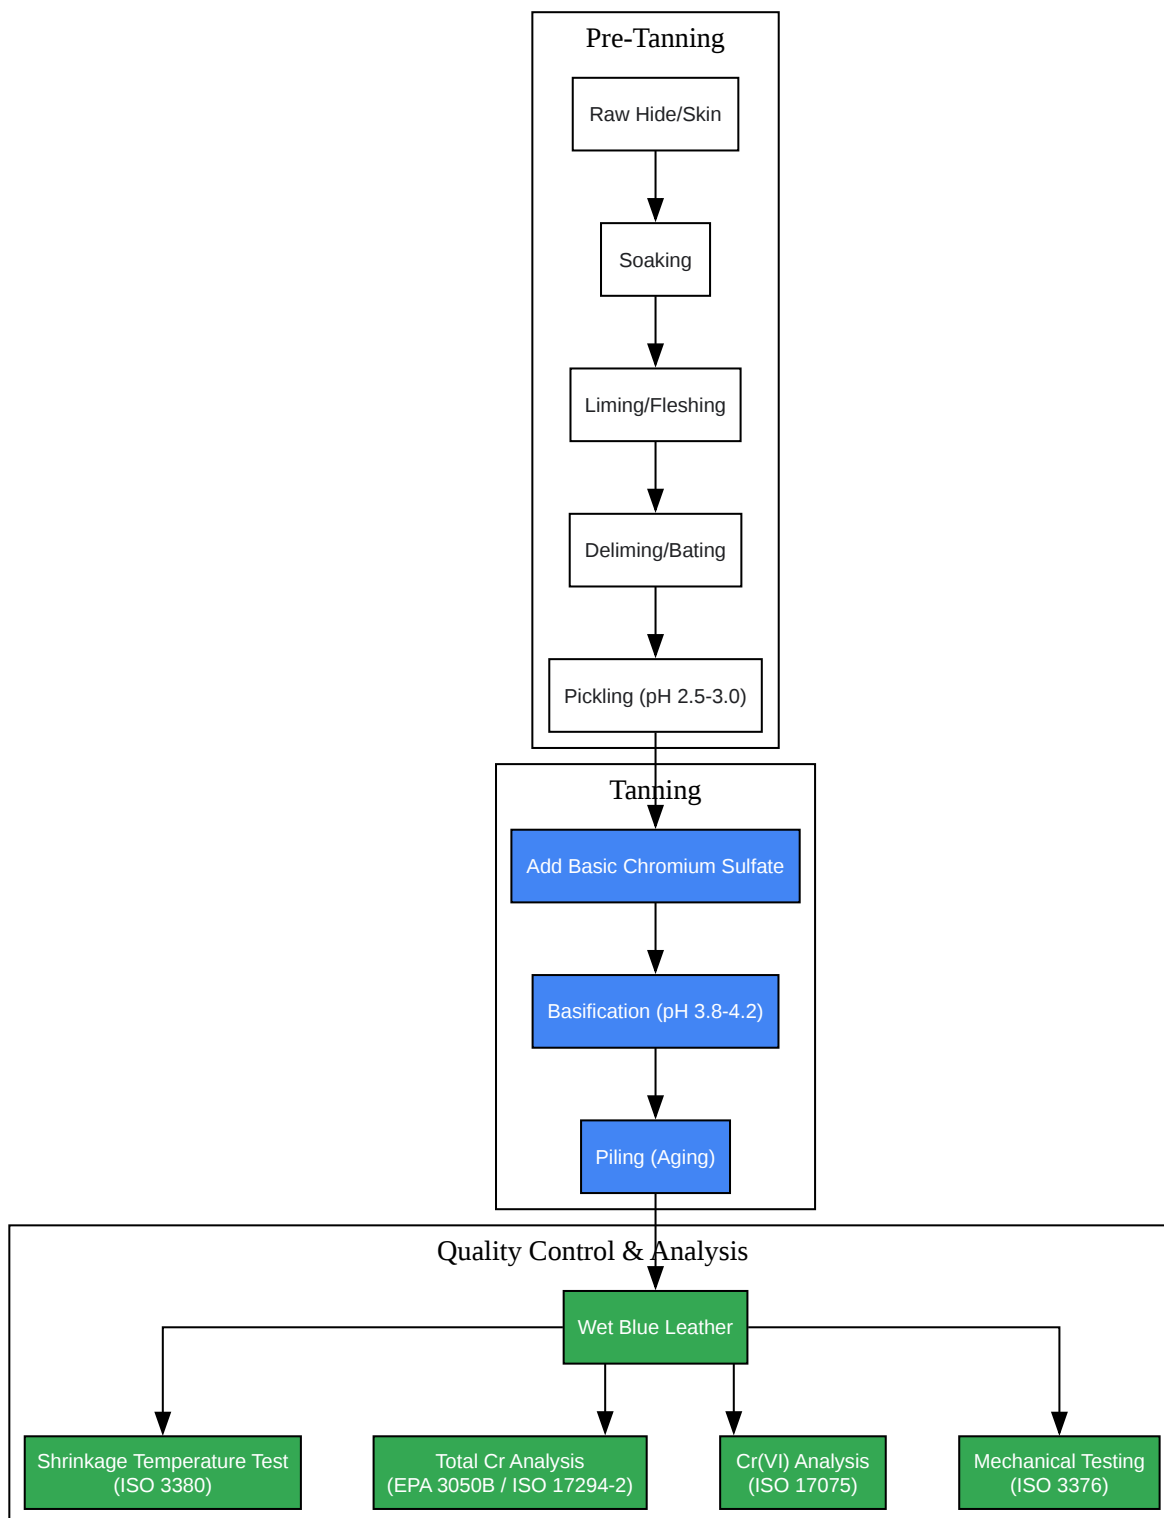 Pre-Tanning
Raw Hide/Skin
Soaking
Liming/Fleshing
Deliming/Bating
Pickling (pH 2.5-3.0)
Tanning
Add Basic Chromium Sulfate
Basification (pH 3.8-4.2)
Piling (Aging)
Quality Control & Analysis
Wet Blue Leather
Shrinkage Temperature Test
(ISO 3380)
Total Cr Analysis
(EPA 3050B / ISO 17294-2)
Cr(VI) Analysis
(ISO 17075)
Mechanical Testing
(ISO 3376)